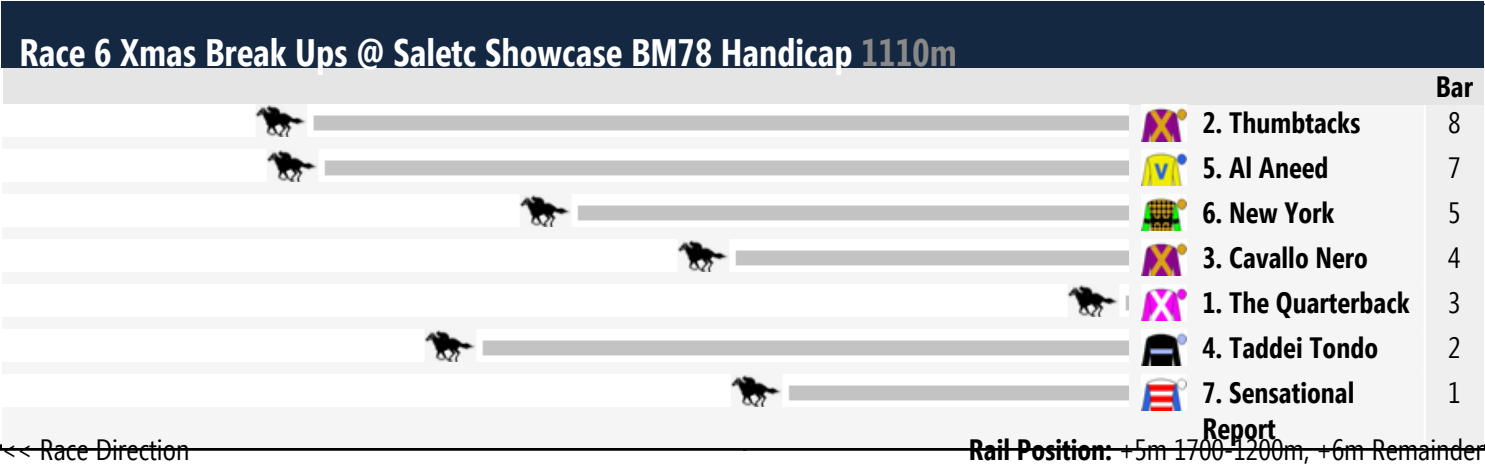 Race 6 Xmas Break Ups @ Saletc Showcase BM78 Handicap 1110m
Bar
2. Thumbtacks 8
V 5. Al Aneed 7
6. New York 5
3. Cavallo Nero 4
1. The Quarterback 3
4. Taddei Tondo 2
7. Sensational 1
Report
<< Race Direction Rail Position: +5m 1700-1200m, +6m Remainder